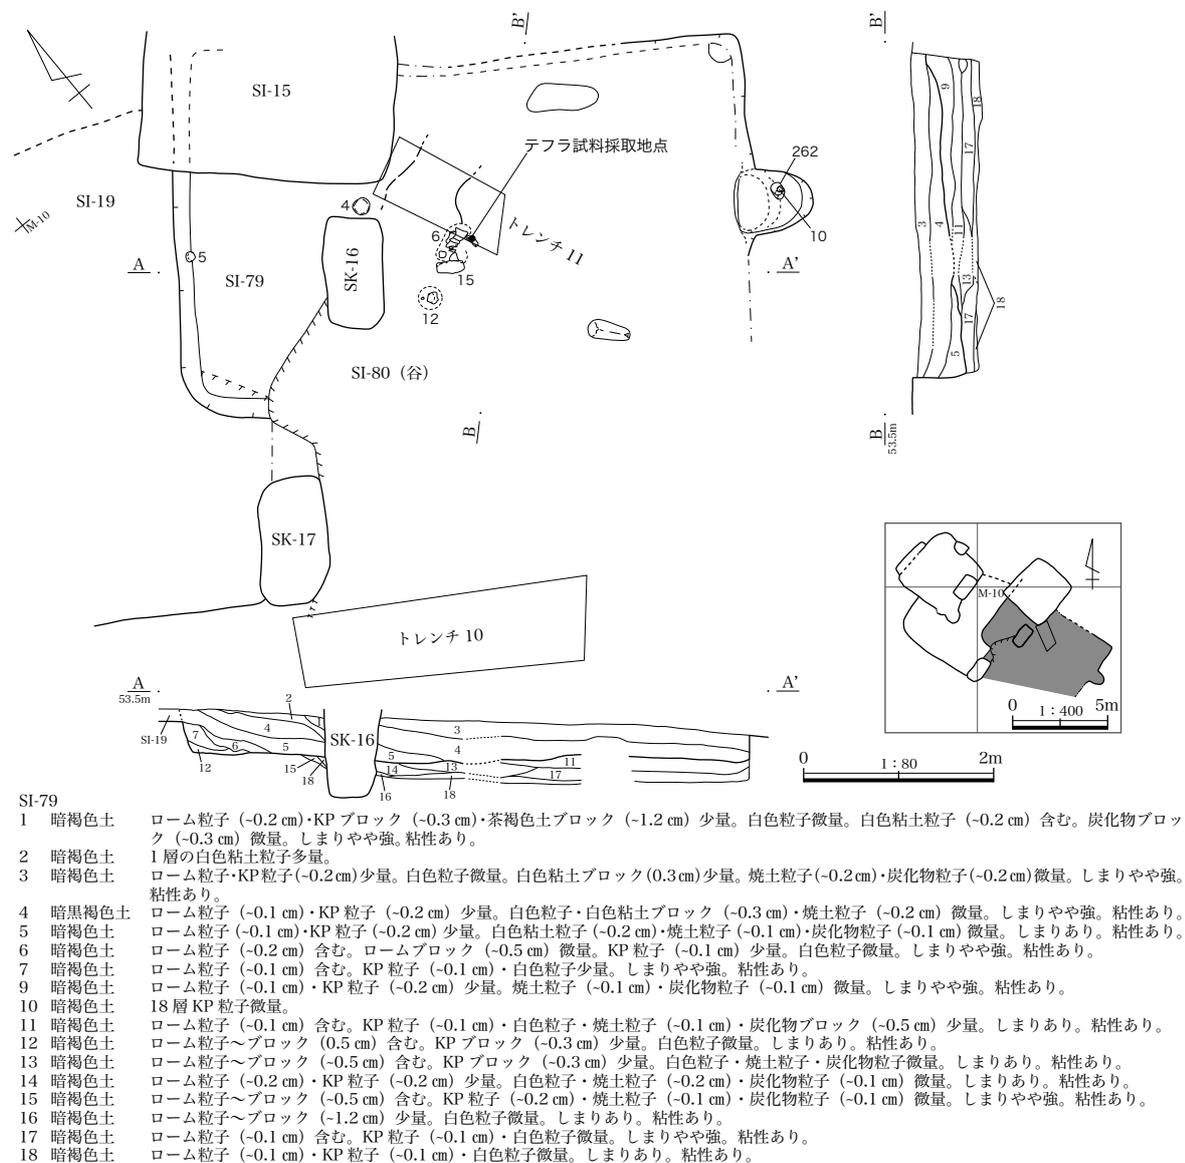 B'
B'
SI-15
テフラ試料採取地点
262
SI-19
M-10
4
トレンチ 11
6
10
5
A
SI-79
SK-16
15
A'
12
SI-80（谷）
B
9
18
17
3
4
11
13
18
17
5
B
53.5m
SK-17
トレンチ 10
M-10
0
5m
1：400
A
53.5m
A'
2
1
SI-19
7
4
6
5
12
15
18
SK-16
3
4
5
14
13
16
18
11
17
0
2m
1：80
SI-79
1 暗褐色土 ローム粒子（~0.2 ㎝）・KP ブロック（~0.3 ㎝）・茶褐色土ブロック（~1.2 ㎝）少量。白色粒子微量。白色粘土粒子（~0.2 ㎝）含む。炭化物ブロッ
ク（~0.3 ㎝）微量。しまりやや強。粘性あり。
2 暗褐色土 1 層の白色粘土粒子多量。
3 暗褐色土 ローム粒子・KP粒子(~0.2㎝)少量。白色粒子微量。白色粘土ブロック(0.3㎝)少量。焼土粒子(~0.2㎝)・炭化物粒子(~0.2㎝)微量。しまりやや強。
粘性あり。
4 暗黒褐色土 ローム粒子（~0.1 ㎝）・KP 粒子（~0.2 ㎝）少量。白色粒子・白色粘土ブロック（~0.3 ㎝）・焼土粒子（~0.2 ㎝）微量。しまりやや強。粘性あり。
5 暗褐色土 ローム粒子（~0.1 ㎝）・KP 粒子（~0.2 ㎝）少量。白色粘土粒子（~0.2 ㎝）・焼土粒子（~0.1 ㎝）・炭化物粒子（~0.1 ㎝）微量。しまりあり。粘性あり。
6 暗褐色土 ローム粒子（~0.2 ㎝）含む。ロームブロック（~0.5 ㎝）微量。KP 粒子（~0.1 ㎝）少量。白色粒子微量。しまりやや強。粘性あり。
7 暗褐色土 ローム粒子（~0.1 ㎝）含む。KP 粒子（~0.1 ㎝）・白色粒子少量。しまりやや強。粘性あり。
9 暗褐色土 ローム粒子（~0.1 ㎝）・KP 粒子（~0.2 ㎝）少量。焼土粒子（~0.1 ㎝）・炭化物粒子（~0.1 ㎝）微量。しまりやや強。粘性あり。
10 暗褐色土 18 層 KP 粒子微量。
11 暗褐色土 ローム粒子（~0.1 ㎝）含む。KP 粒子（~0.1 ㎝）・白色粒子・焼土粒子（~0.1 ㎝）・炭化物ブロック（~0.5 ㎝）少量。しまりあり。粘性あり。
12 暗褐色土 ローム粒子～ブロック（0.5 ㎝）含む。KP ブロック（~0.3 ㎝）少量。白色粒子微量。しまりあり。粘性あり。
13 暗褐色土 ローム粒子～ブロック（~0.5 ㎝）含む。KP ブロック（~0.3 ㎝）少量。白色粒子・焼土粒子・炭化物粒子微量。しまりあり。粘性あり。
14 暗褐色土 ローム粒子（~0.2 ㎝）・KP 粒子（~0.2 ㎝）少量。白色粒子・焼土粒子（~0.2 ㎝）・炭化物粒子（~0.1 ㎝）微量。しまりあり。粘性あり。
15 暗褐色土 ローム粒子～ブロック（~0.5 ㎝）含む。KP 粒子（~0.2 ㎝）・焼土粒子（~0.1 ㎝）・炭化物粒子（~0.1 ㎝）微量。しまりやや強。粘性あり。
16 暗褐色土 ローム粒子～ブロック（~1.2 ㎝）少量。白色粒子微量。しまりあり。粘性あり。
17 暗褐色土 ローム粒子（~0.1 ㎝）含む。KP 粒子（~0.1 ㎝）・白色粒子微量。しまりやや強。粘性あり。
18 暗褐色土 ローム粒子（~0.1 ㎝）・KP 粒子（~0.1 ㎝）・白色粒子微量。しまりあり。粘性あり。